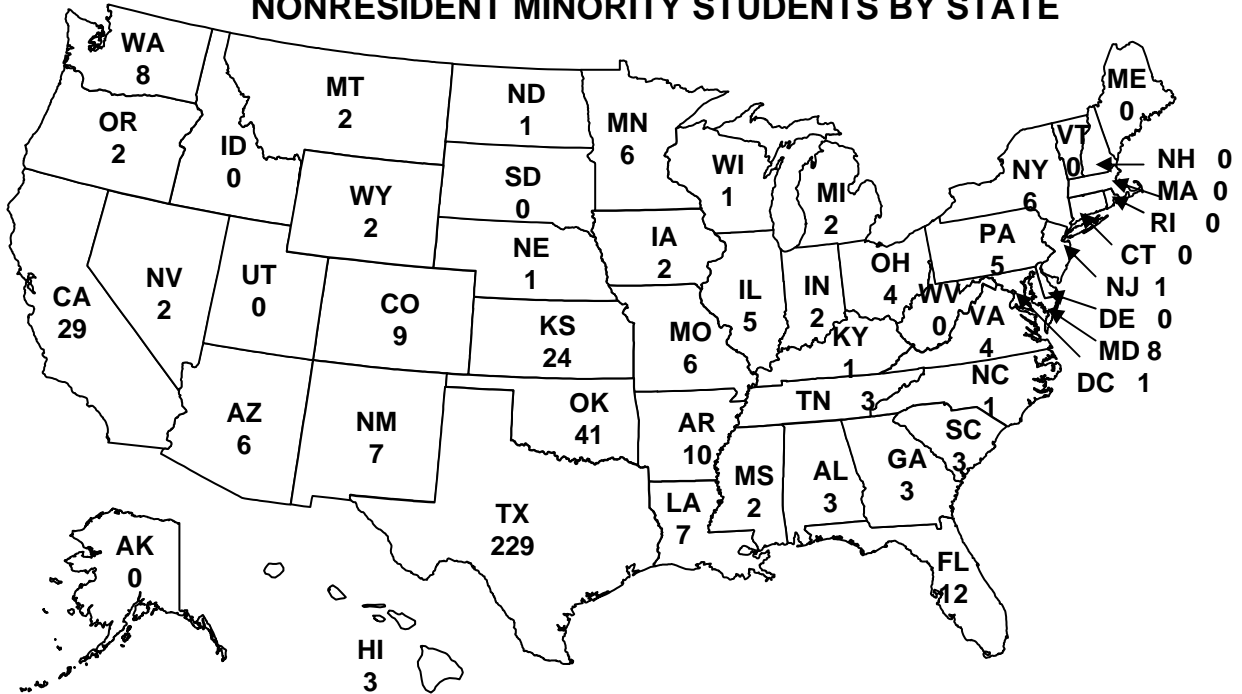 NONRESIDENT MINORITY STUDENTS BY STATE
WA
8
MT
2
ND
1
MN
6
OR
2
ID
0
SD
0
WI
1
MI
2
NY
6
VT
0
ME
0
NH 0
MA 0
RI 0
CT 0
NJ 1
DE 0
MD 8
DC 1
WY
2
NE
1
IA
2
PA
5
CA
29
NV
2
UT
0
CO
9
KS
24
MO
6
IL
5
IN
2
OH
4
WV
0
VA
4
KY
1
NC
1
TN 3
AZ
6
NM
7
OK
41
AR
10
SC
3
MS
2
AL
3
GA
3
LA
7
TX
229
FL
12
AK
0
HI
3